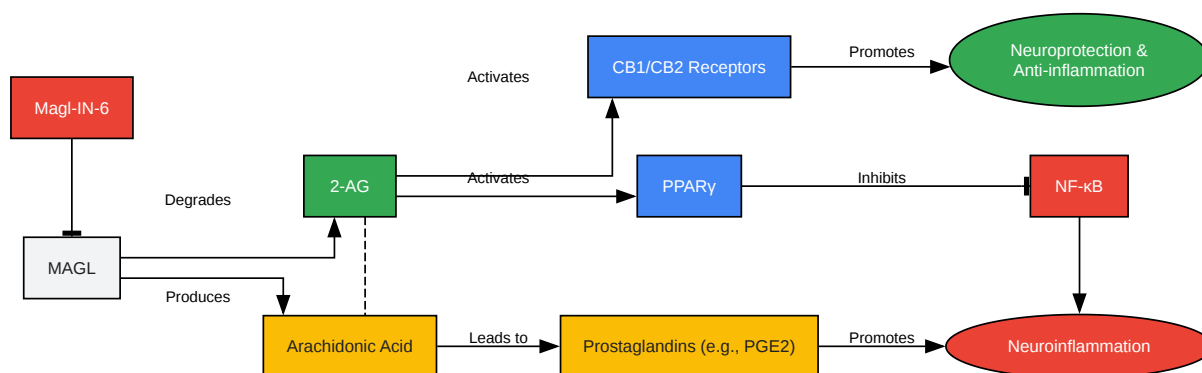 Neuroprotection &
Anti-inflammation
Promotes
CB1/CB2 Receptors
Activates
Magl-IN-6
2-AG
Activates
PPARγ
Inhibits
NF-κB
Degrades
MAGL
Produces
Arachidonic Acid
Leads to
Prostaglandins (e.g., PGE2)
Promotes
Neuroinflammation